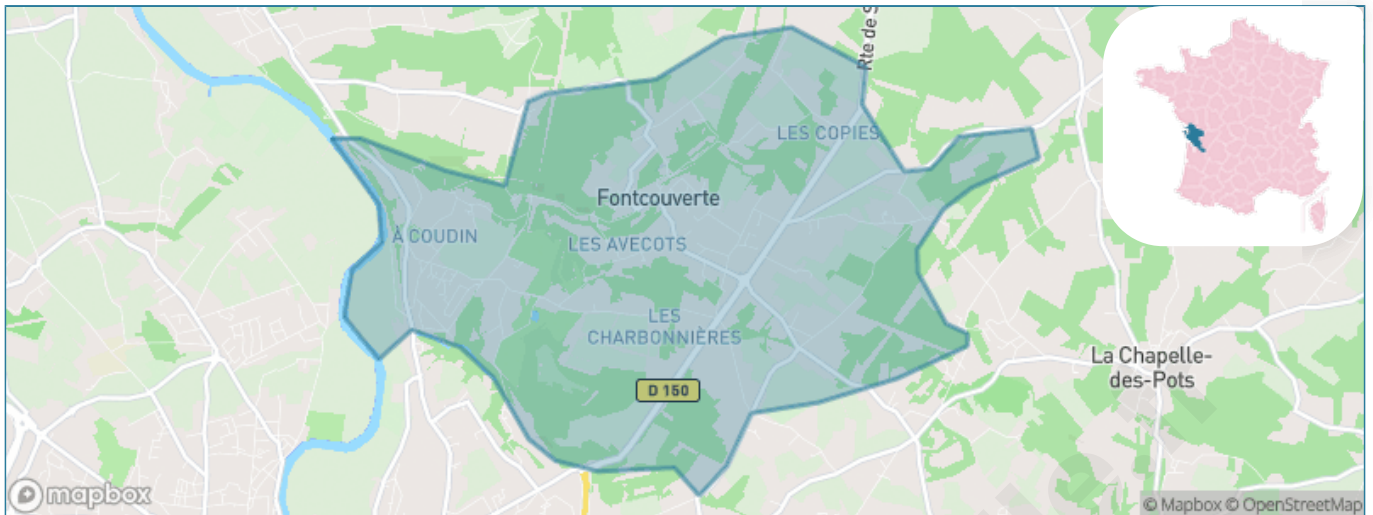 Rte de S
LES COPIES
Fontcouverte
À COUDIN
LES AVECOTS
LES
CHARBONNIÈRES
La Chapelle-
des-Pots
D 150
mapbox
© Mapbox © OpenStreetMap